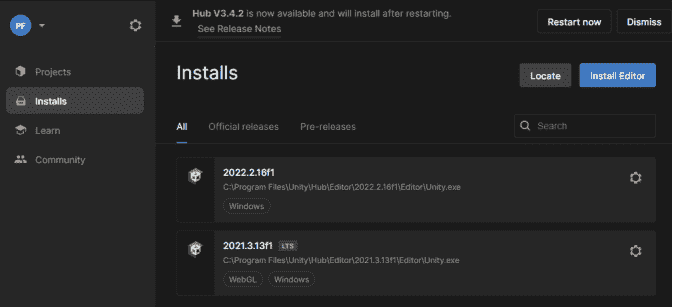 PF
Projects
Installs
Learn
Community
Hub V3.4.2 is now available and will install after restarting.
See Release Notes
Restart now
Dismiss
Installs
Locate
Install Editor
All
Official releases
Pre-releases
Search
2022.2.16f1
C:\Program Files\Unity\Hub\Editor\2022.2.16f1\Editor\Unity.exe
Windows
2021.3.13f1 LTS
C:\Program Files\Unity\Hub\Editor\2021.3.13f1\Editor\Unity.exe
WebGL
Windows